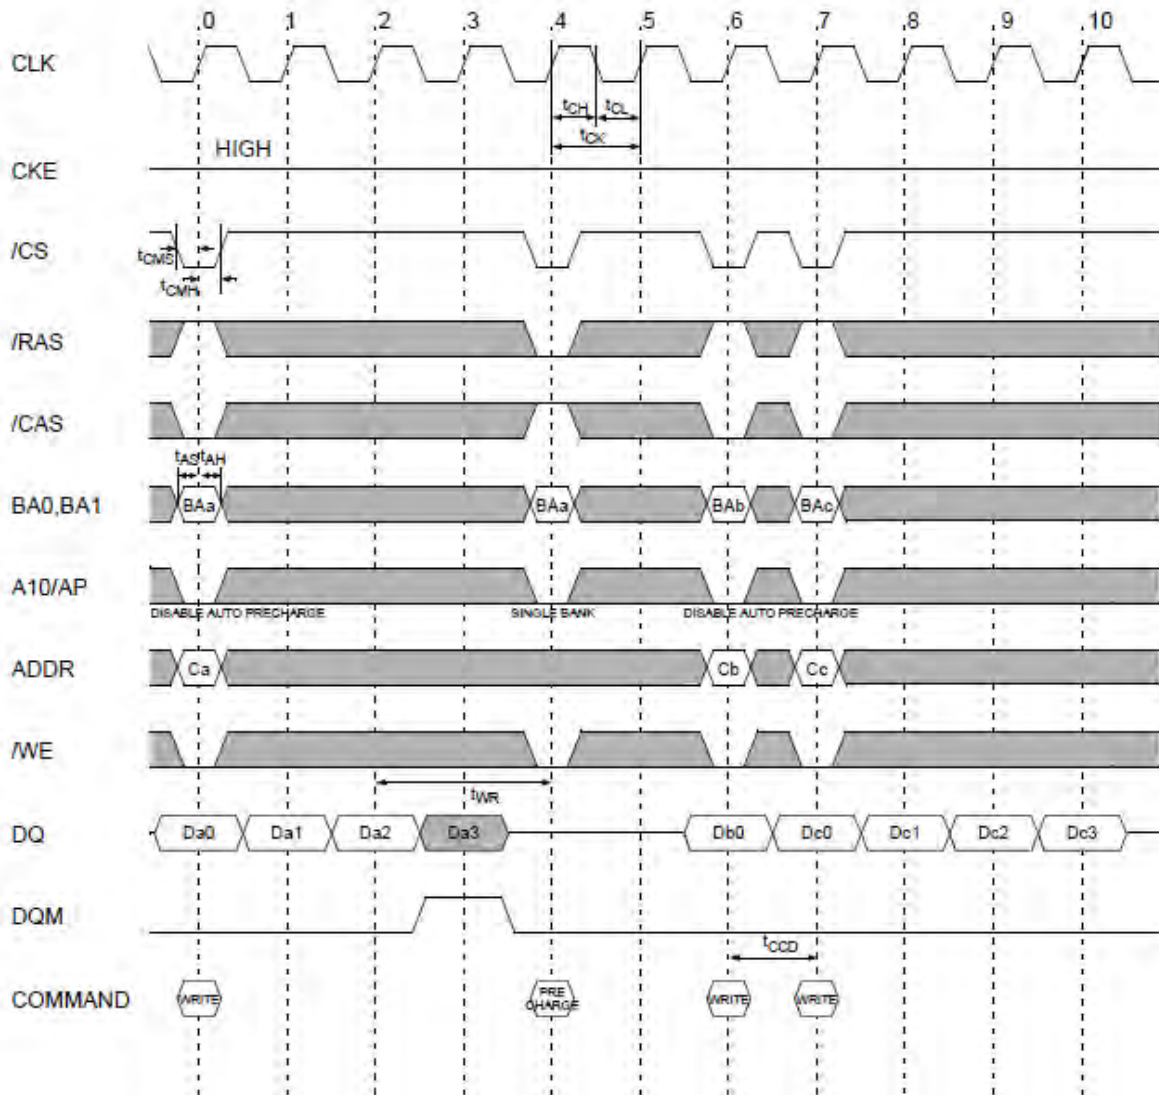 0 1 2 3 4 5 6 7 8 9 10
CLK
tCH tCL
tCK
HIGH
CKE
/CS
tCMS
tCMH
/RAS
/CAS
tAS tAH
BA0,BA1 BAa BAa BAb BAc
A10/AP
DISABLE AUTO PRECHARGE SINGLE BANK DISABLE AUTO PRECHARGE
ADDR Ca Cb Cc
/WE
tWR
DQ Da0 Da1 Da2 Da3 Db0 Dc0 Dc1 Dc2 Dc3
DQM
tCCD
COMMAND WRITE PRE CHARGE WRITE WRITE